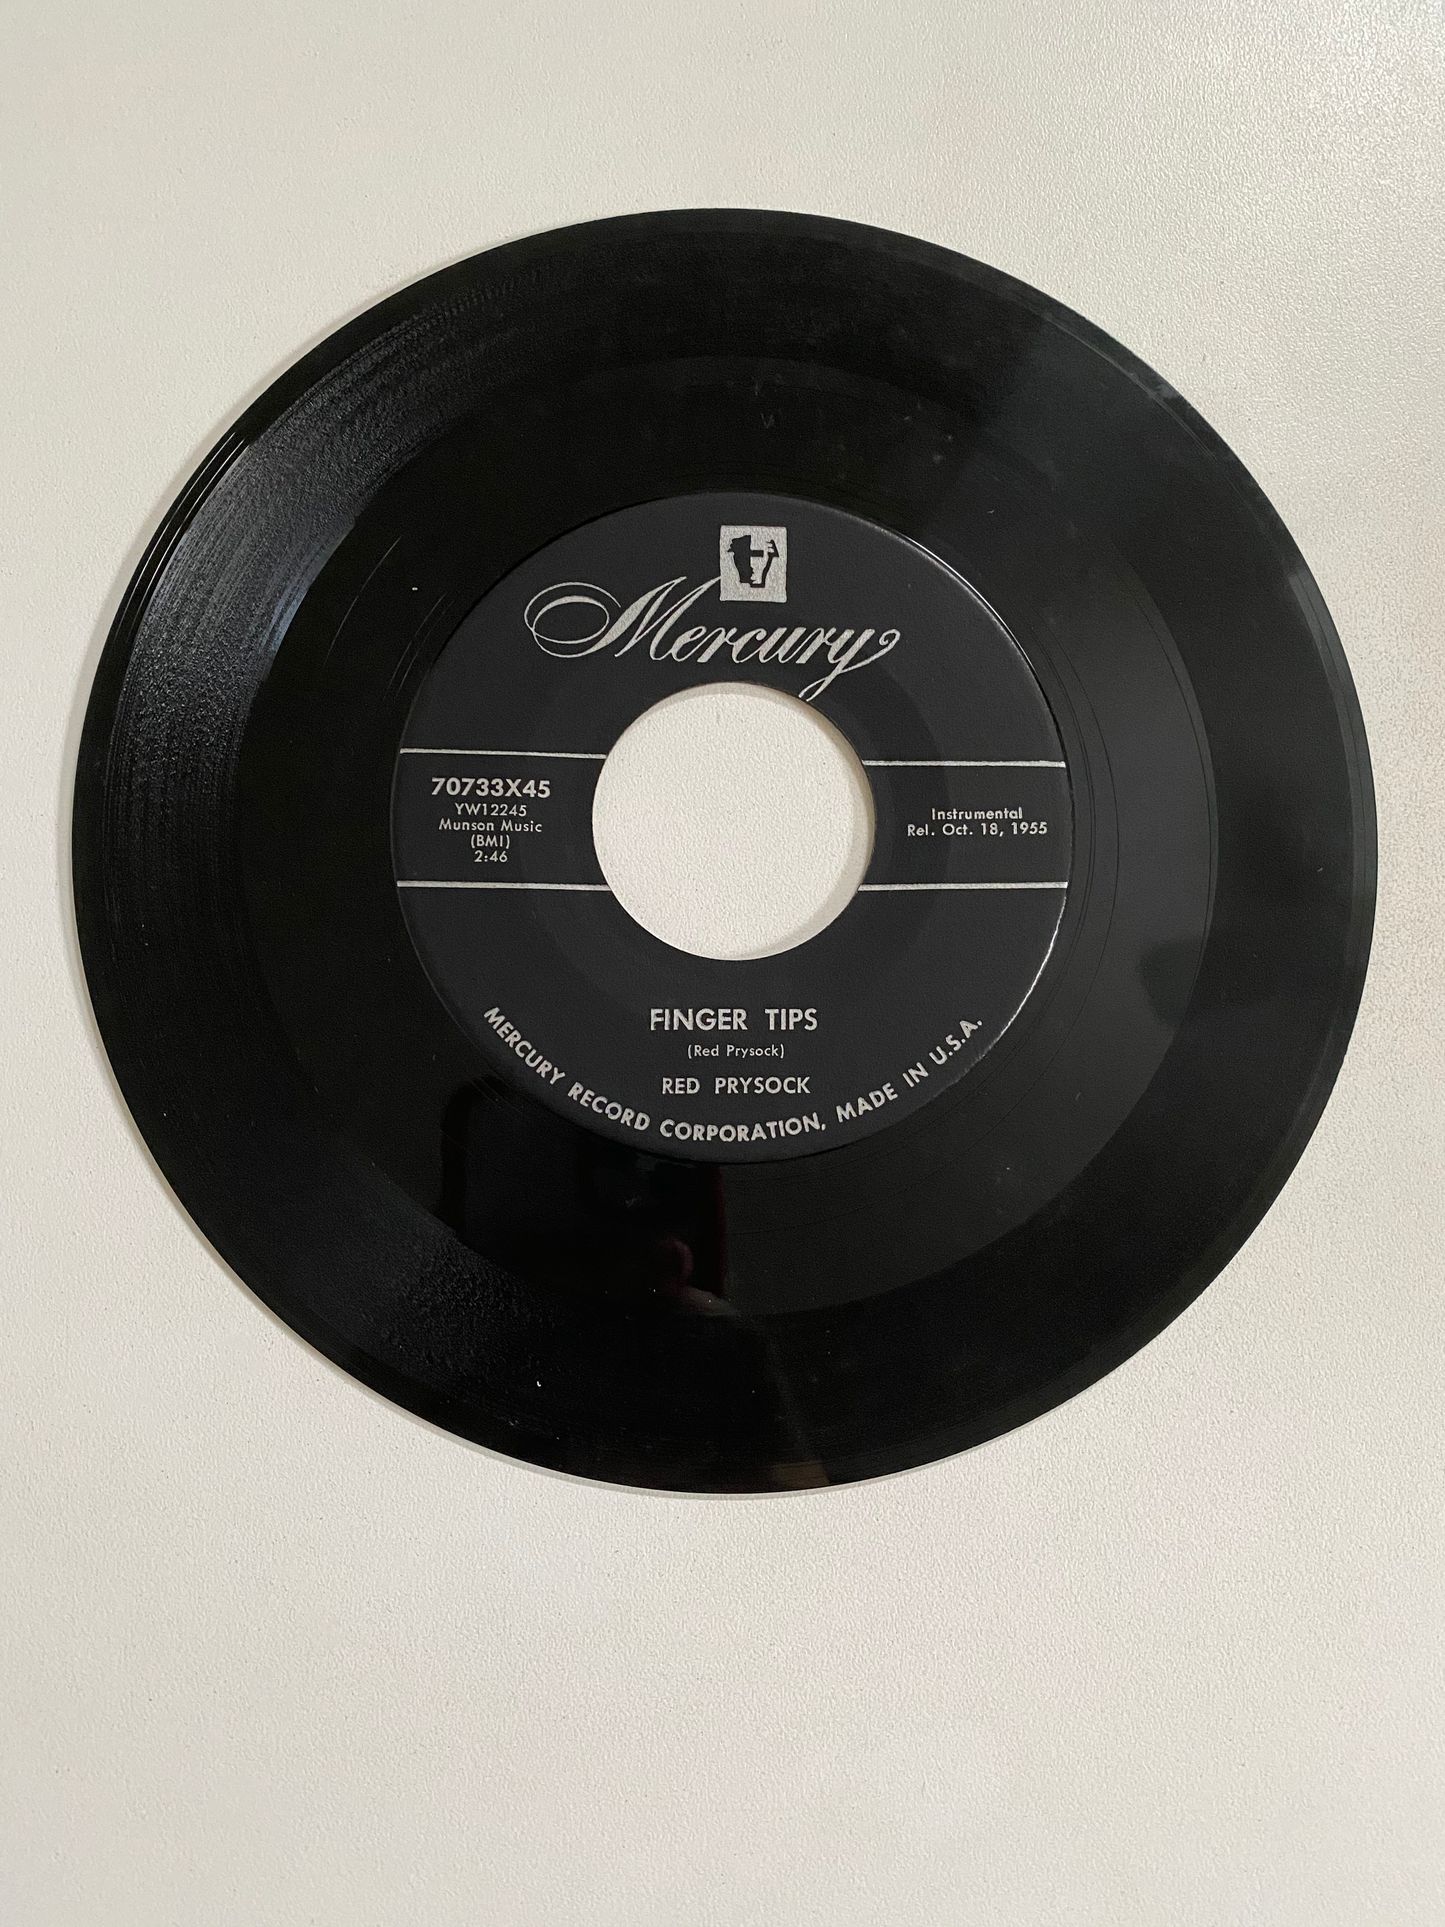 Mercury
70733X45
YW12245
Munson Music
(BMI)
2:46
Instrumental
Rel. Oct. 18, 1955
FINGER TIPS
(Red Prysock)
RED PRYSOCK
MERCURY RECORD CORPORATION, MADE IN U.S.A.